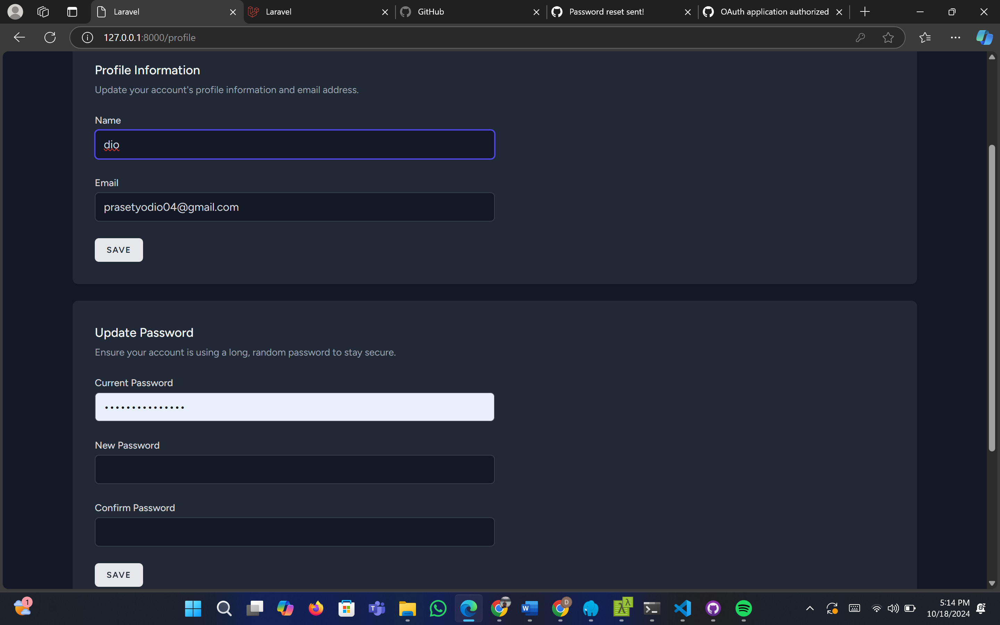 Laravel
Laravel
GitHub
Password reset sent!
OAuth application authorized
127.0.0.1:8000/profile
Profile Information
Update your account's profile information and email address.
Name
dio
Email
prasetyodio04@gmail.com
SAVE
Update Password
Ensure your account is using a long, random password to stay secure.
Current Password
•••••••••••••••
New Password
Confirm Password
SAVE
1
T
W
D
λ
λ
5:14 PM
10/18/2024